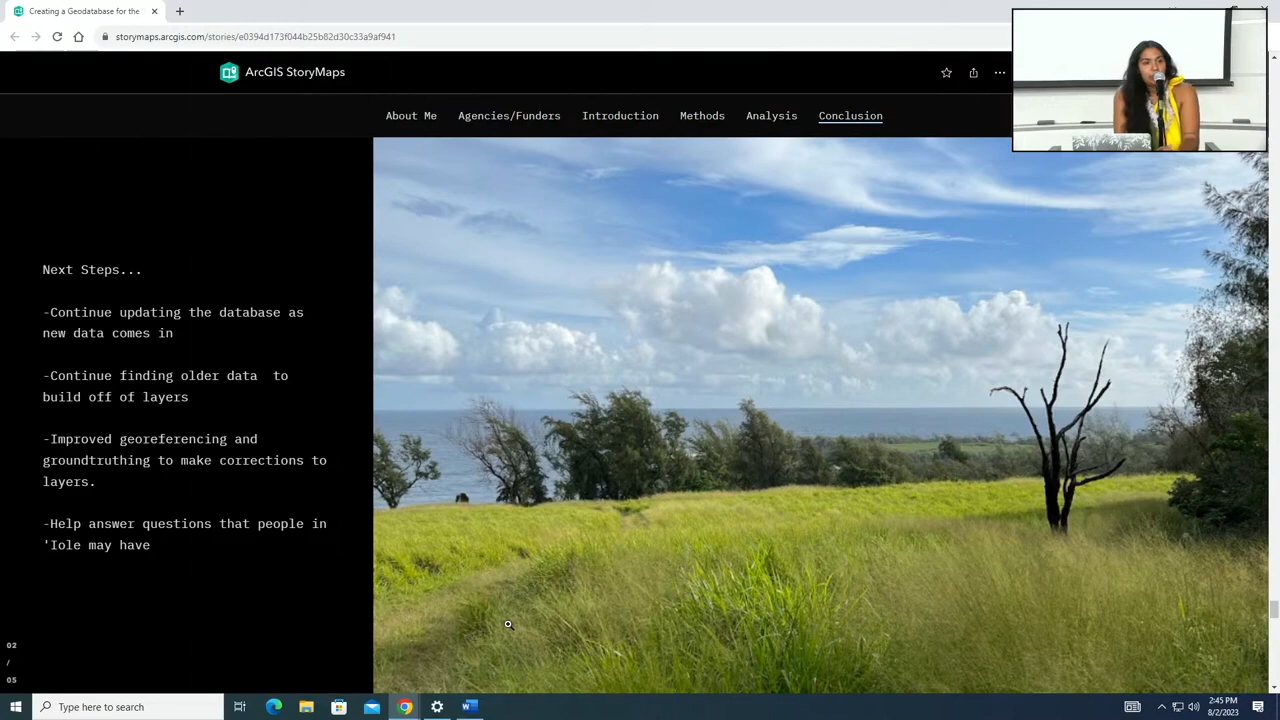 Creating a Geodatabase for the
storymaps.arcgis.com/stories/e0394d173f044b25b82d30c33a9af941
ArcGIS StoryMaps
About Me Agencies/Funders Introduction Methods Analysis Conclusion
Next Steps...
-Continue updating the database as
new data comes in
-Continue finding older data to
build off of layers
-Improved georeferencing and
groundtruthing to make corrections to
layers.
-Help answer questions that people in
'Iole may have
02
/
05
Type here to search
2:45 PM
8/2/2023